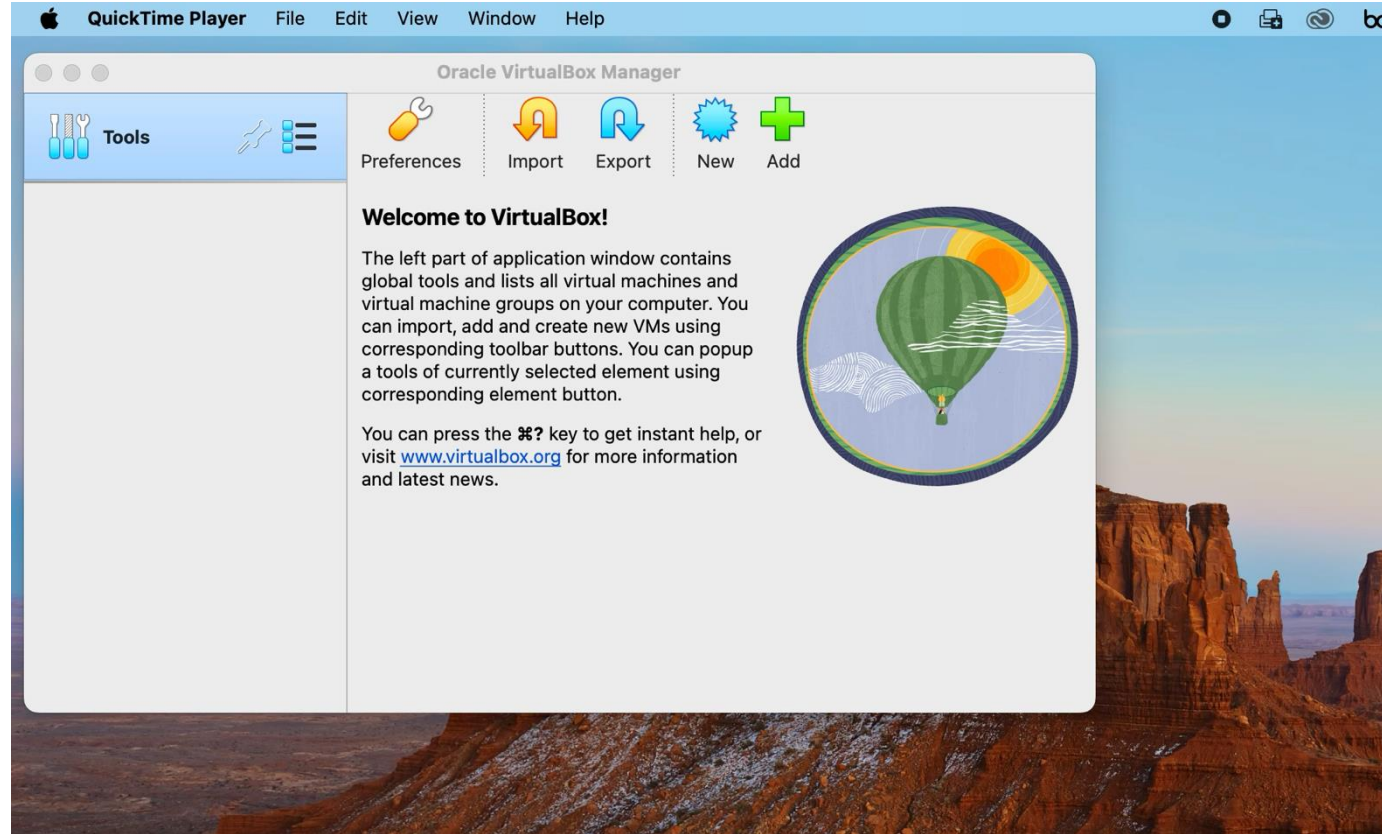 QuickTime Player File Edit View Window Help
Oracle VirtualBox Manager
Tools
Preferences Import Export New Add
Welcome to VirtualBox!
The left part of application window contains
global tools and lists all virtual machines and
virtual machine groups on your computer. You
can import, add and create new VMs using
corresponding toolbar buttons. You can popup
a tools of currently selected element using
corresponding element button.
You can press the ⌘? key to get instant help, or
visit www.virtualbox.org for more information
and latest news.